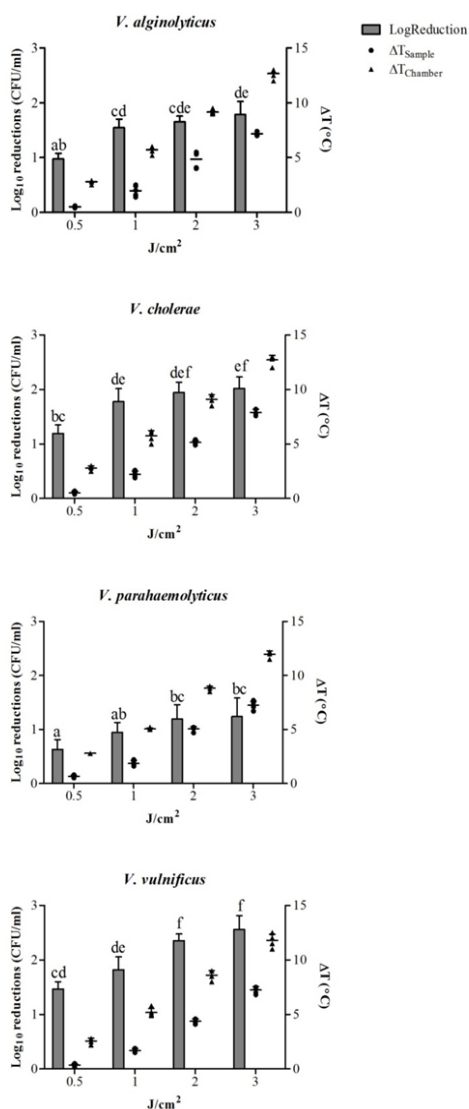 V. alginolyticus
LogReduction
ΔTSample
ΔTChamber
Log10 reductions (CFU/ml)
3
2
1
0
ab
cd
cde
de
15
10
5
0
ΔT (°C)
0.5 1 2 3
J/cm2
V. cholerae
Log10 reductions (CFU/ml)
3
2
1
0
bc
de
def
ef
15
10
5
0
ΔT (°C)
0.5 1 2 3
J/cm2
V. parahaemolyticus
Log10 reductions (CFU/ml)
3
2
1
0
a
ab
bc
bc
15
10
5
0
ΔT (°C)
0.5 1 2 3
J/cm2
V. vulnificus
Log10 reductions (CFU/ml)
3
2
1
0
cd
de
f
f
15
10
5
0
ΔT (°C)
0.5 1 2 3
J/cm2